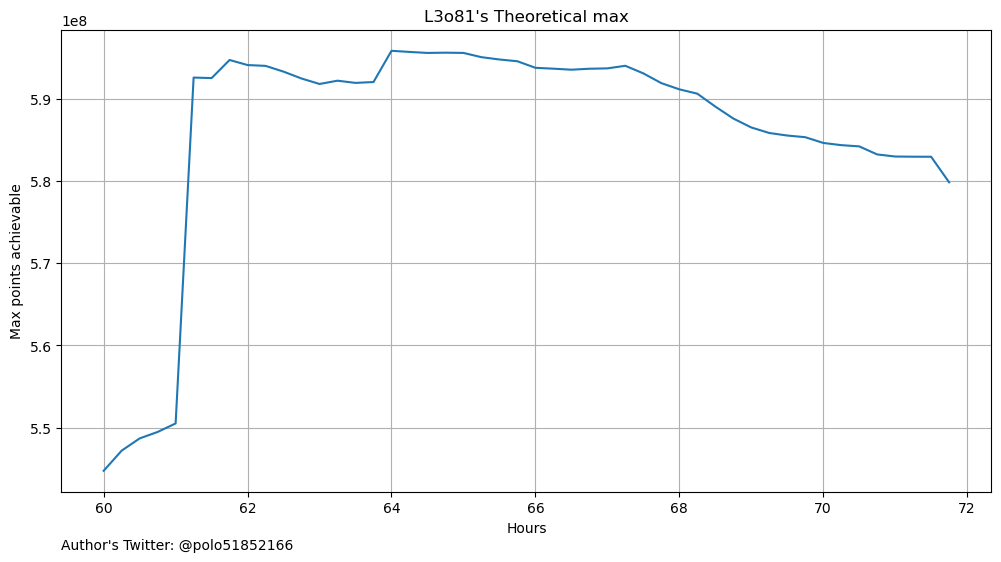 L3o81's Theoretical max
1e8
5.9
5.8
5.7
5.6
5.5
Max points achievable
60 62 64 66 68 70 72
Hours
Author's Twitter: @polo51852166